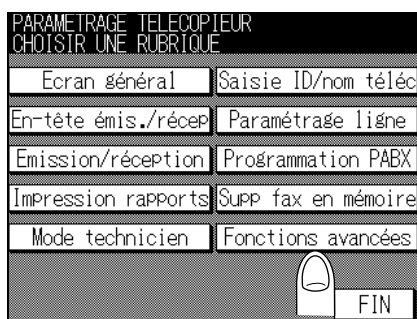 PARAMETRAGE TELECOPIEUR
CHOISIR UNE RUBRIQUE
Ecran général
Saisie ID/nom téléc
En-tête émis./récep
Paramétrage ligne
Emission/réception
Programmation PABX
Impression rapports
Supp fax en mémoire
Mode technicien
Fonctions avancées
FIN